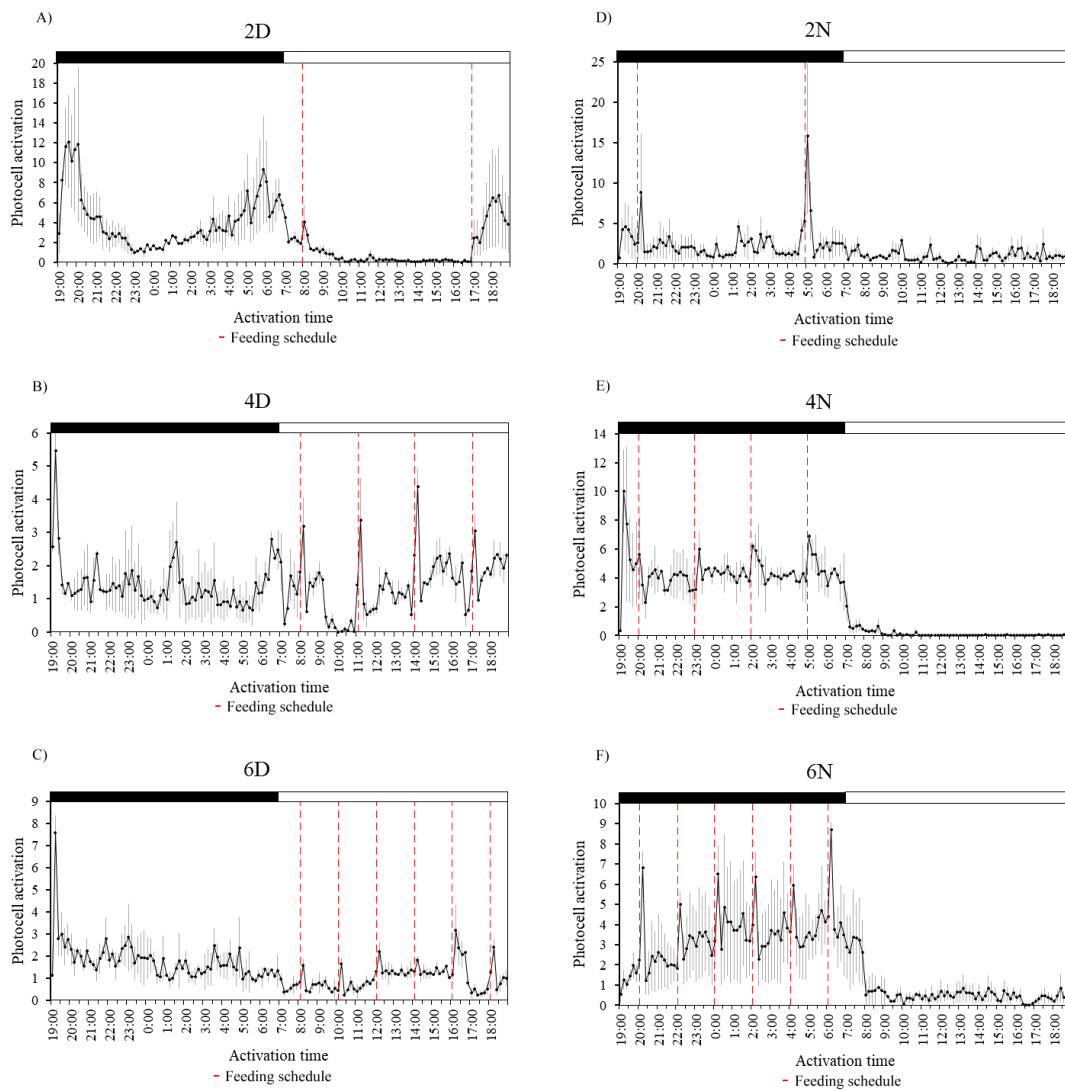 A)
2D
20
18
16
14
12
10
8
6
4
2
0
Photocell activation
19:00 20:00 21:00 22:00 23:00 0:00 1:00 2:00 3:00 4:00 5:00 6:00 7:00 8:00 9:00 10:00 11:00 12:00 13:00 14:00 15:00 16:00 17:00 18:00
Activation time
Feeding schedule
D)
2N
25
20
15
10
5
0
Photocell activation
19:00 20:00 21:00 22:00 23:00 0:00 1:00 2:00 3:00 4:00 5:00 6:00 7:00 8:00 9:00 10:00 11:00 12:00 13:00 14:00 15:00 16:00 17:00 18:00
Activation time
Feeding schedule
B)
4D
6
5
4
3
2
1
0
Photocell activation
19:00 20:00 21:00 22:00 23:00 0:00 1:00 2:00 3:00 4:00 5:00 6:00 7:00 8:00 9:00 10:00 11:00 12:00 13:00 14:00 15:00 16:00 17:00 18:00
Activation time
Feeding schedule
E)
4N
14
12
10
8
6
4
2
0
Photocell activation
19:00 20:00 21:00 22:00 23:00 0:00 1:00 2:00 3:00 4:00 5:00 6:00 7:00 8:00 9:00 10:00 11:00 12:00 13:00 14:00 15:00 16:00 17:00 18:00
Activation time
Feeding schedule
C)
6D
9
8
7
6
5
4
3
2
1
0
Photocell activation
19:00 20:00 21:00 22:00 23:00 0:00 1:00 2:00 3:00 4:00 5:00 6:00 7:00 8:00 9:00 10:00 11:00 12:00 13:00 14:00 15:00 16:00 17:00 18:00
Activation time
Feeding schedule
F)
6N
10
9
8
7
6
5
4
3
2
1
0
Photocell activation
19:00 20:00 21:00 22:00 23:00 0:00 1:00 2:00 3:00 4:00 5:00 6:00 7:00 8:00 9:00 10:00 11:00 12:00 13:00 14:00 15:00 16:00 17:00 18:00
Activation time
Feeding schedule